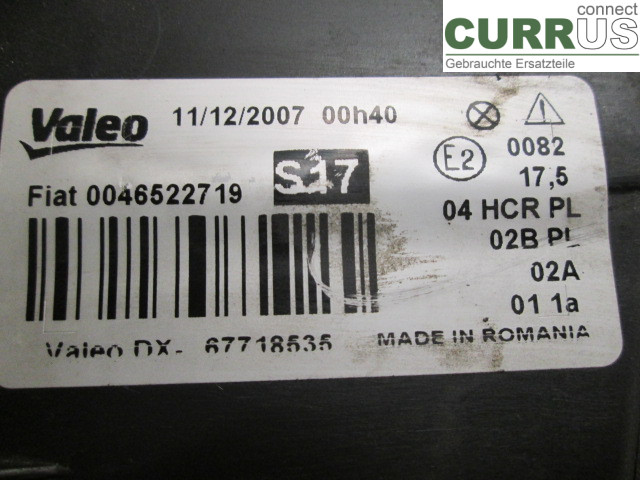 connect
CURRUS
Gebrauchte Ersatzteile
Valeo 11/12/2007 00h40
E2 0082
S17 17,5
Fiat 0046522719
04 HCR PL
02B PL
02A
01 1a
Valeo DX- 67718535 MADE IN ROMANIA